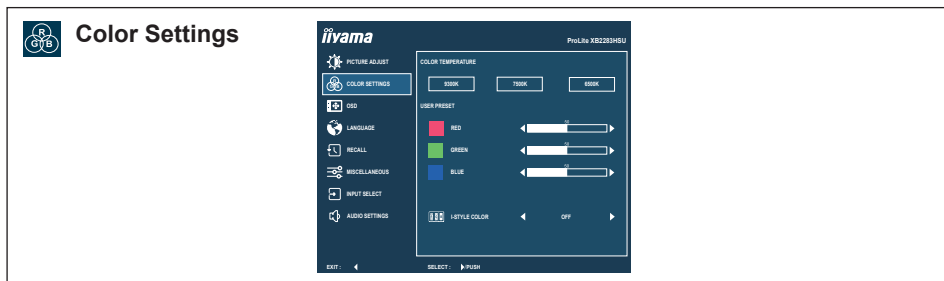 R
G B
Color Settings
iiyama
ProLite XB2283HSU
PICTURE ADJUST
COLOR SETTINGS
OSD
LANGUAGE
RECALL
MISCELLANEOUS
INPUT SELECT
AUDIO SETTINGS
COLOR TEMPERATURE
9300K 7500K 6500K
USER PRESET
RED 50
GREEN 50
BLUE 50
i-STYLE COLOR OFF
EXIT : SELECT : /PUSH